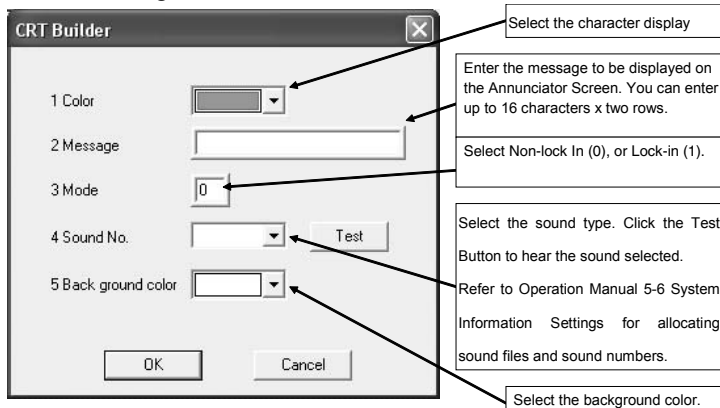 CRT Builder
1 Color
2 Message
3 Mode
0
4 Sound No.
Test
5 Back ground color
OK
Cancel
Select the character display
Enter the message to be displayed on
the Annunciator Screen. You can enter
up to 16 characters x two rows.
Select Non-lock In (0), or Lock-in (1).
Select the sound type. Click the Test
Button to hear the sound selected.
Refer to Operation Manual 5-6 System
Information Settings for allocating
sound files and sound numbers.
Select the background color.